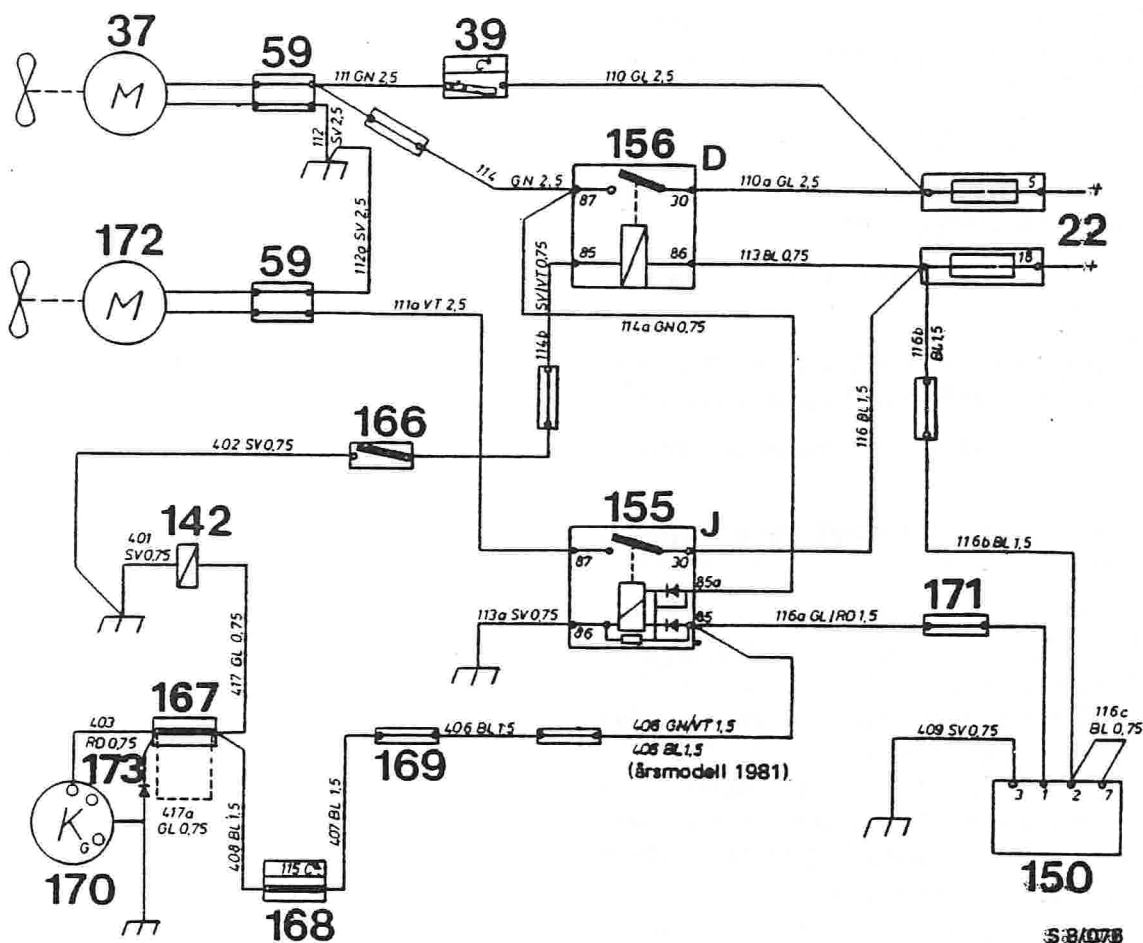 37
59
39
C°
111 GN 2,5
110 GL 2,5
M
112
SV 2,5
114
GN 2,5
156
D
87
30
110a GL 2,5
5
+
22
85
86
113 BL 0,75
18
+
172
M
59
112a SV 2,5
111a VT 2,5
SV/VT 0,75
114b
114a GN 0,75
116 BL 1,5
116b
BL 1,5
402 SV 0,75
166
142
401
SV 0,75
155
J
87
30
85a
85
86
113a SV 0,75
116a GL/RD 1,5
116b BL 1,5
171
417 GL 0,75
167
403
RD 0,75
173
417a
GL 0,75
K
G
170
408 BL 1,5
115 C°
168
407 BL 1,5
169
406 BL 1,5
406 GN/VT 1,5
406 BL 1,5
(årsmodell 1981)
409 SV 0,75
116c
BL 0,75
3
1
2
7
150